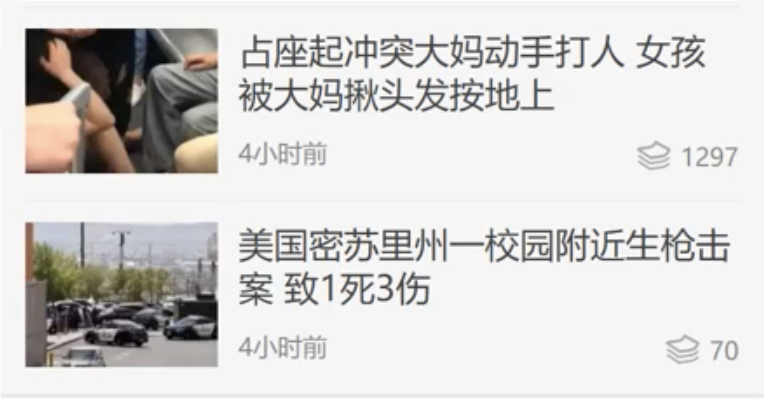 占座起冲突大妈动手打人 女孩
被大妈揪头发按地上
4小时前
1297
美国密苏里州一校园附近生枪击
案 致1死3伤
4小时前
70